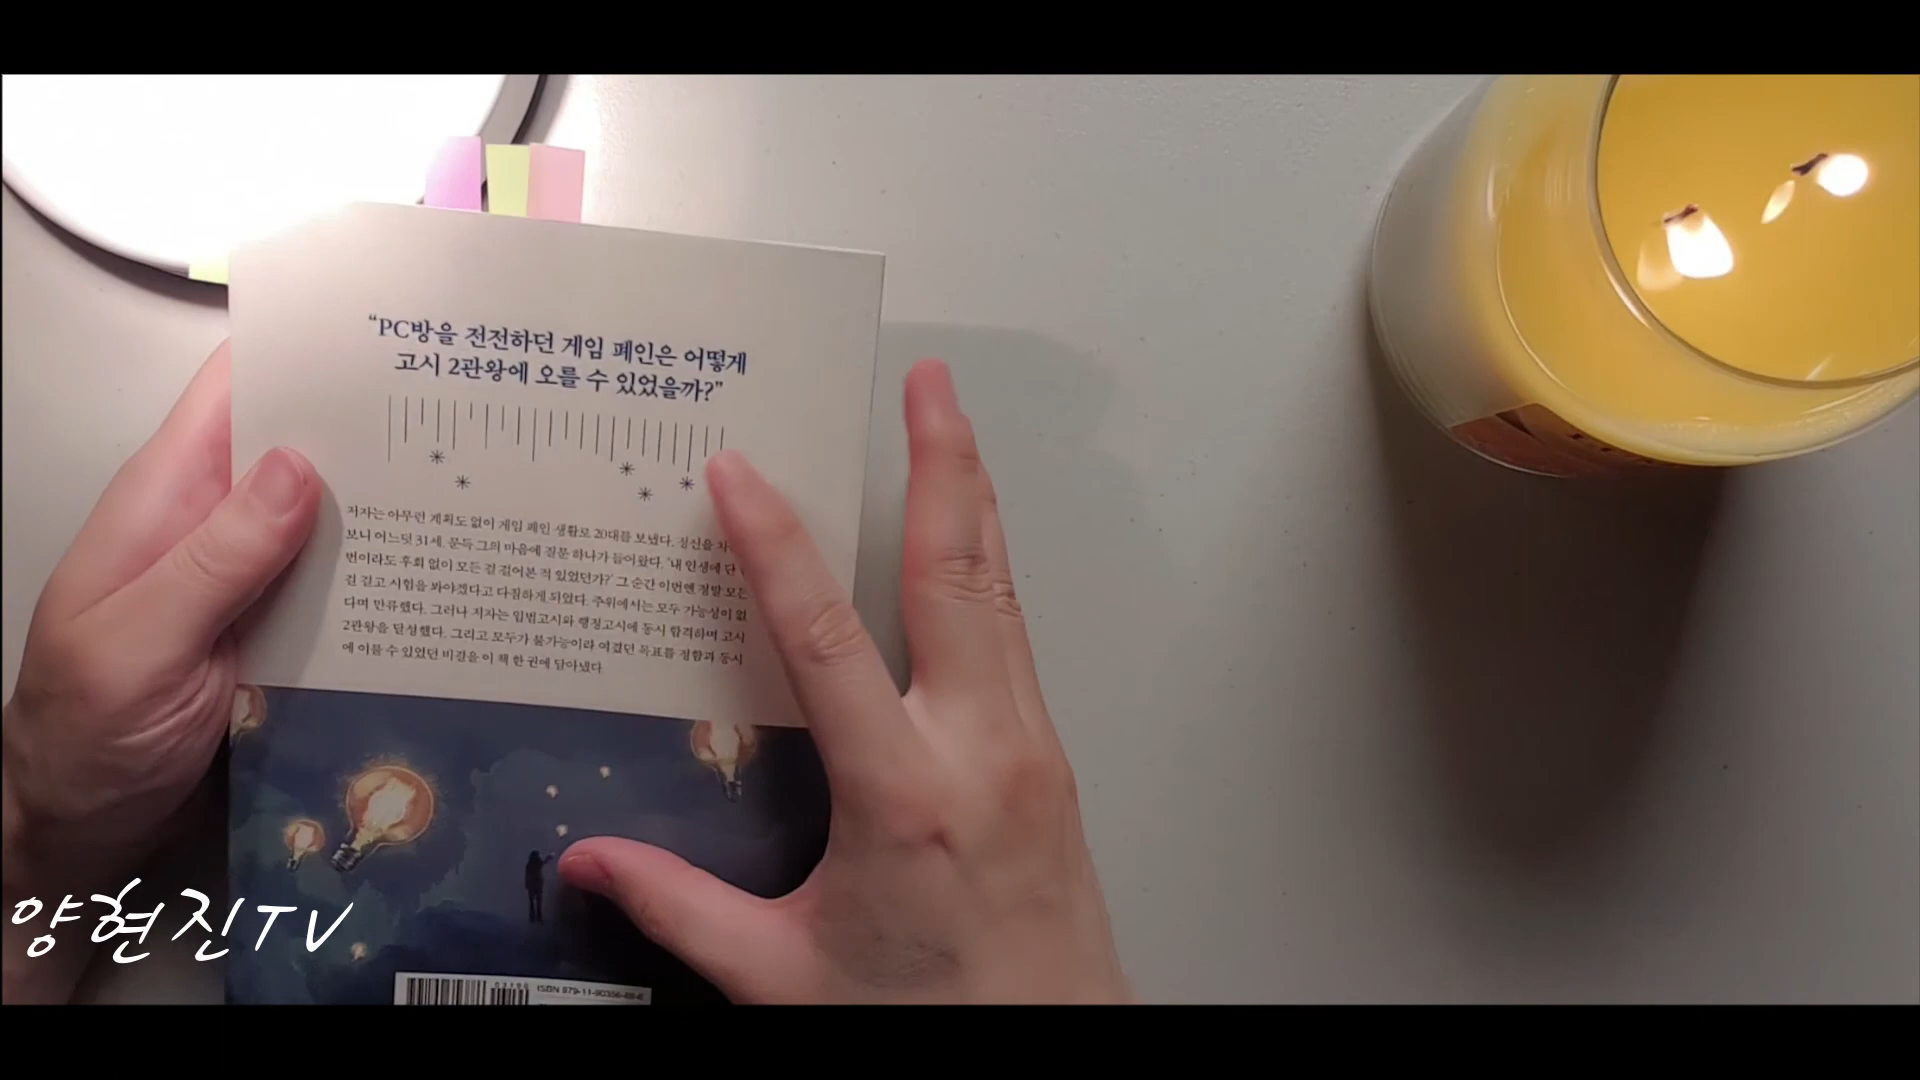 “PC방을 전전하던 게임 폐인은 어떻게
고시 2관왕에 오를 수 있었을까?”
저자는 아무런 계획도 없이 게임 폐인 생활로 20대를 보냈다. 정신을
보니 어느덧 31세. 문득 그의 마음에 질문 하나가 들어왔다. ‘내 인생에 단
번이라도 후회 없이 모든 걸 걸어본 적 있었던가?’ 그 순간 이번엔 정말 모든
걸 걸고 시험을 봐야겠다고 다짐하게 되었다. 주위에서는 모두 가능성이 없
다며 만류했다. 그러나 저자는 입법고시와 행정고시에 동시 합격하며 고시
2관왕을 달성했다. 그리고 모두가 불가능이라 여겼던 목표를 정함과 동시
에 이룰 수 있었던 비결을 이 책 한 권에 담아냈다.
양현진TV
03190
ISBN